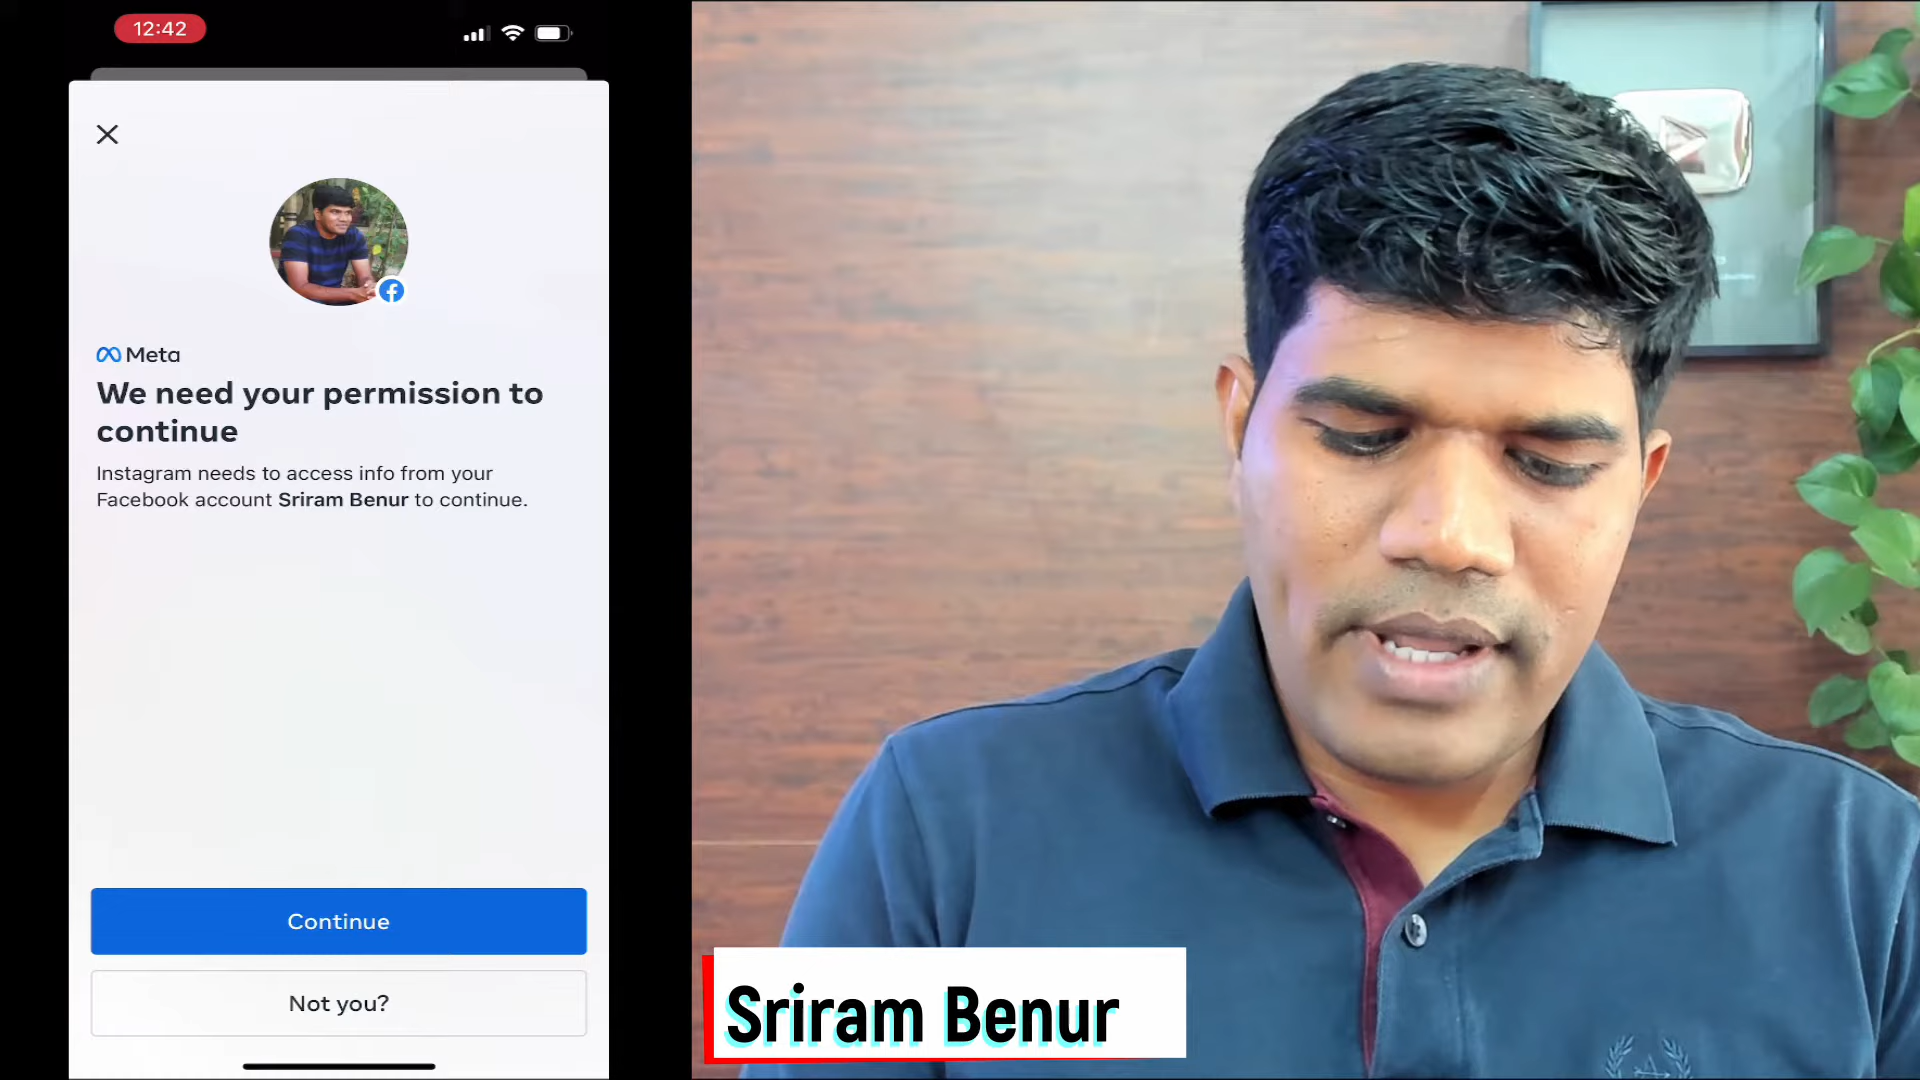 12:42
Meta
We need your permission to
continue
Instagram needs to access info from your
Facebook account Sriram Benur to continue.
Continue
Not you?
Sriram Benur